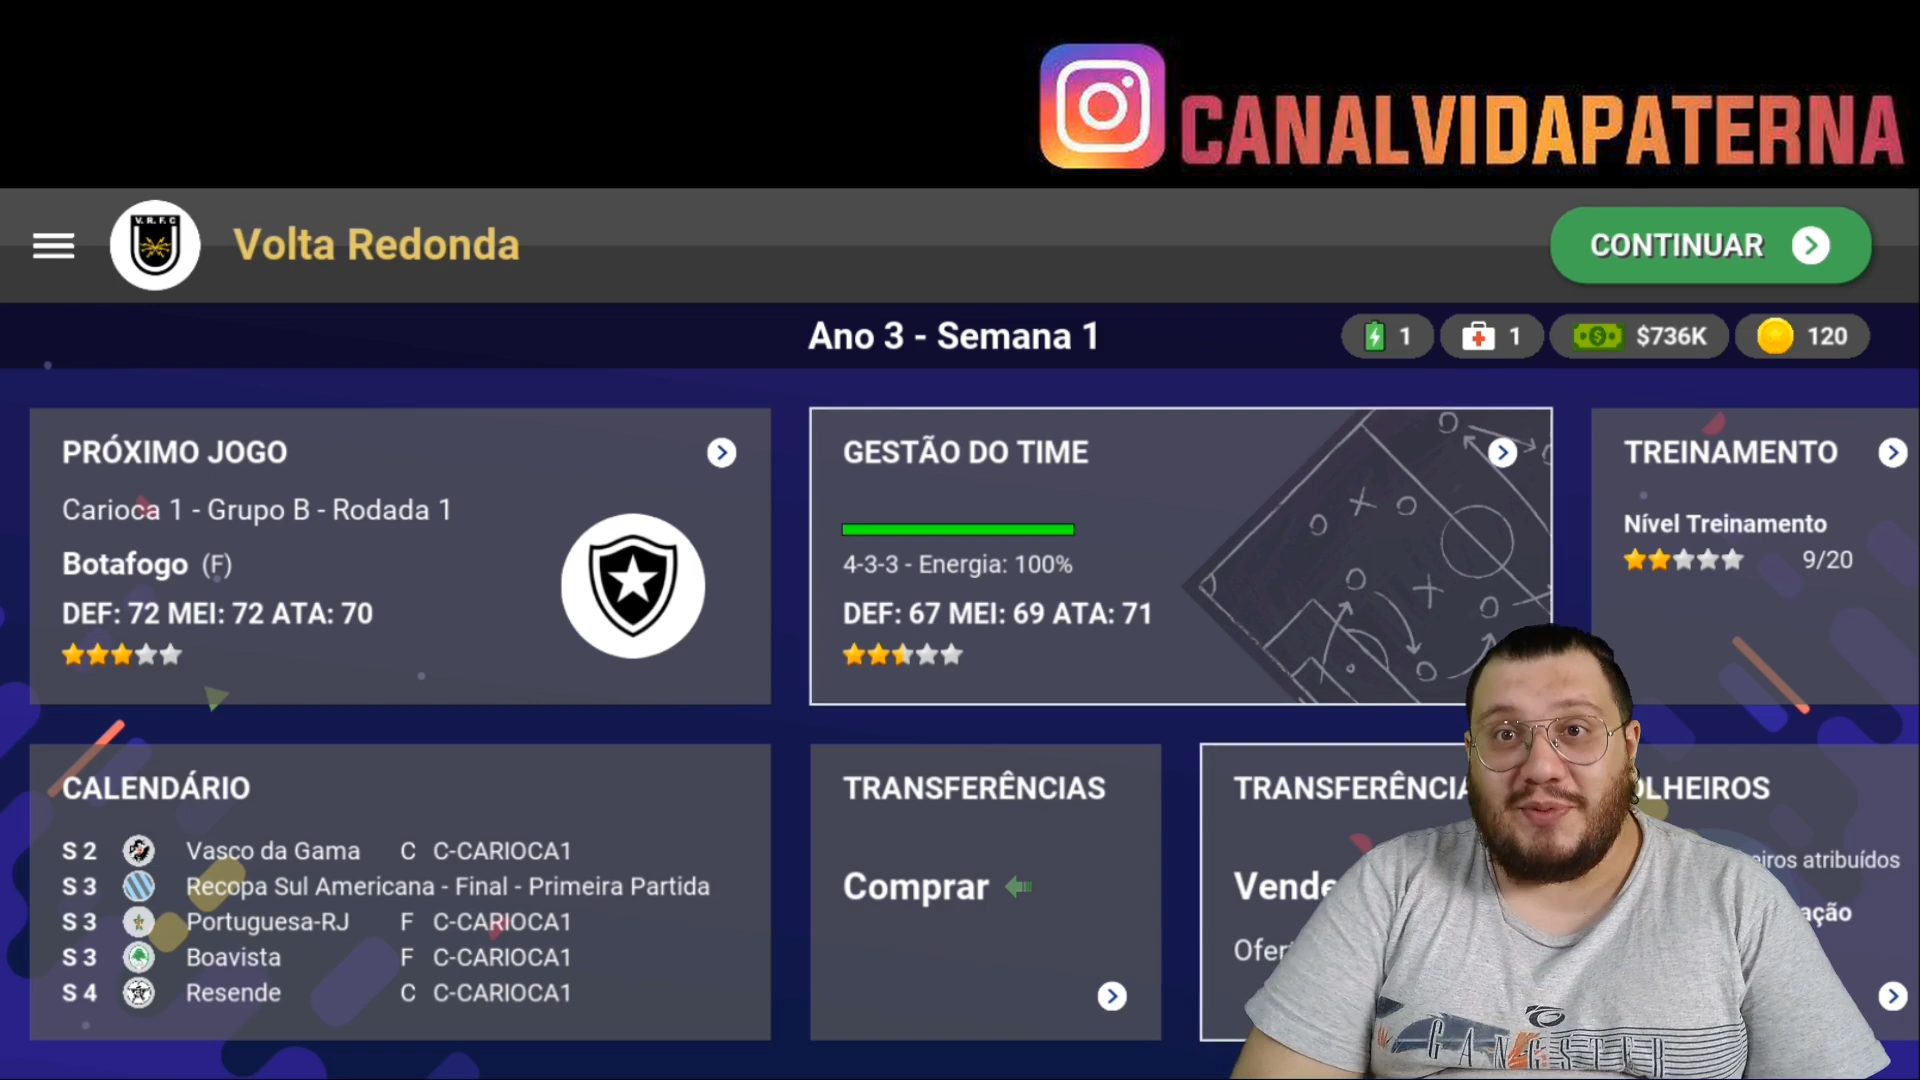 CANALVIDAPATERNA
V.R.F.C
Volta Redonda
CONTINUAR
Ano 3 - Semana 1
1
1
$736K
120
PRÓXIMO JOGO
Carioca 1 - Grupo B - Rodada 1
Botafogo (F)
DEF: 72 MEI: 72 ATA: 70
GESTÃO DO TIME
4-3-3 - Energia: 100%
DEF: 67 MEI: 69 ATA: 71
TREINAMENTO
Nível Treinamento
9/20
CALENDÁRIO
S 2 Vasco da Gama C C-CARIOCA1
S 3 Recopa Sul Americana - Final - Primeira Partida
S 3 Portuguesa-RJ F C-CARIOCA1
S 3 Boavista F C-CARIOCA1
S 4 Resende C C-CARIOCA1
TRANSFERÊNCIAS
Comprar
TRANSFERÊNCIA
Vende
Ofer
OLHEIROS
eiros atribuídos
ação
GANGSTER